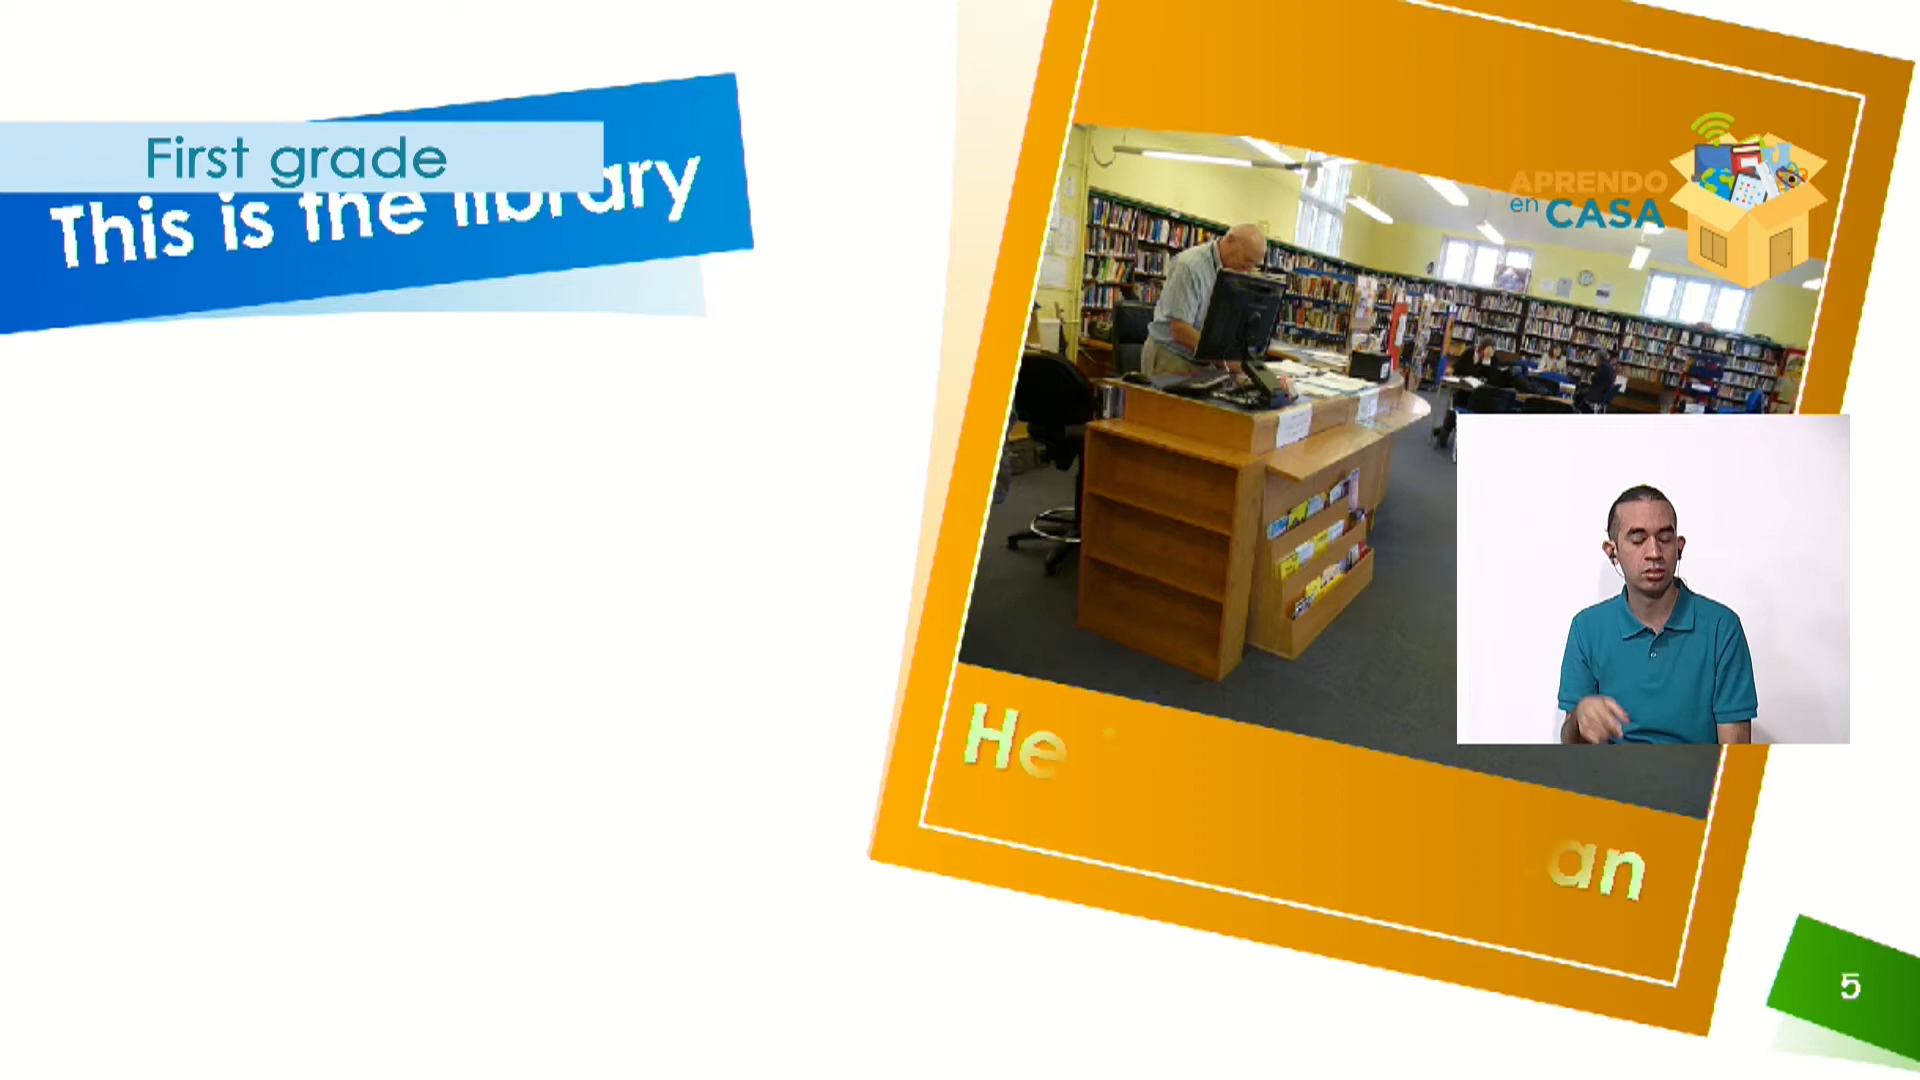 First grade
This is the library
APRENDO
en CASA
He
an
5